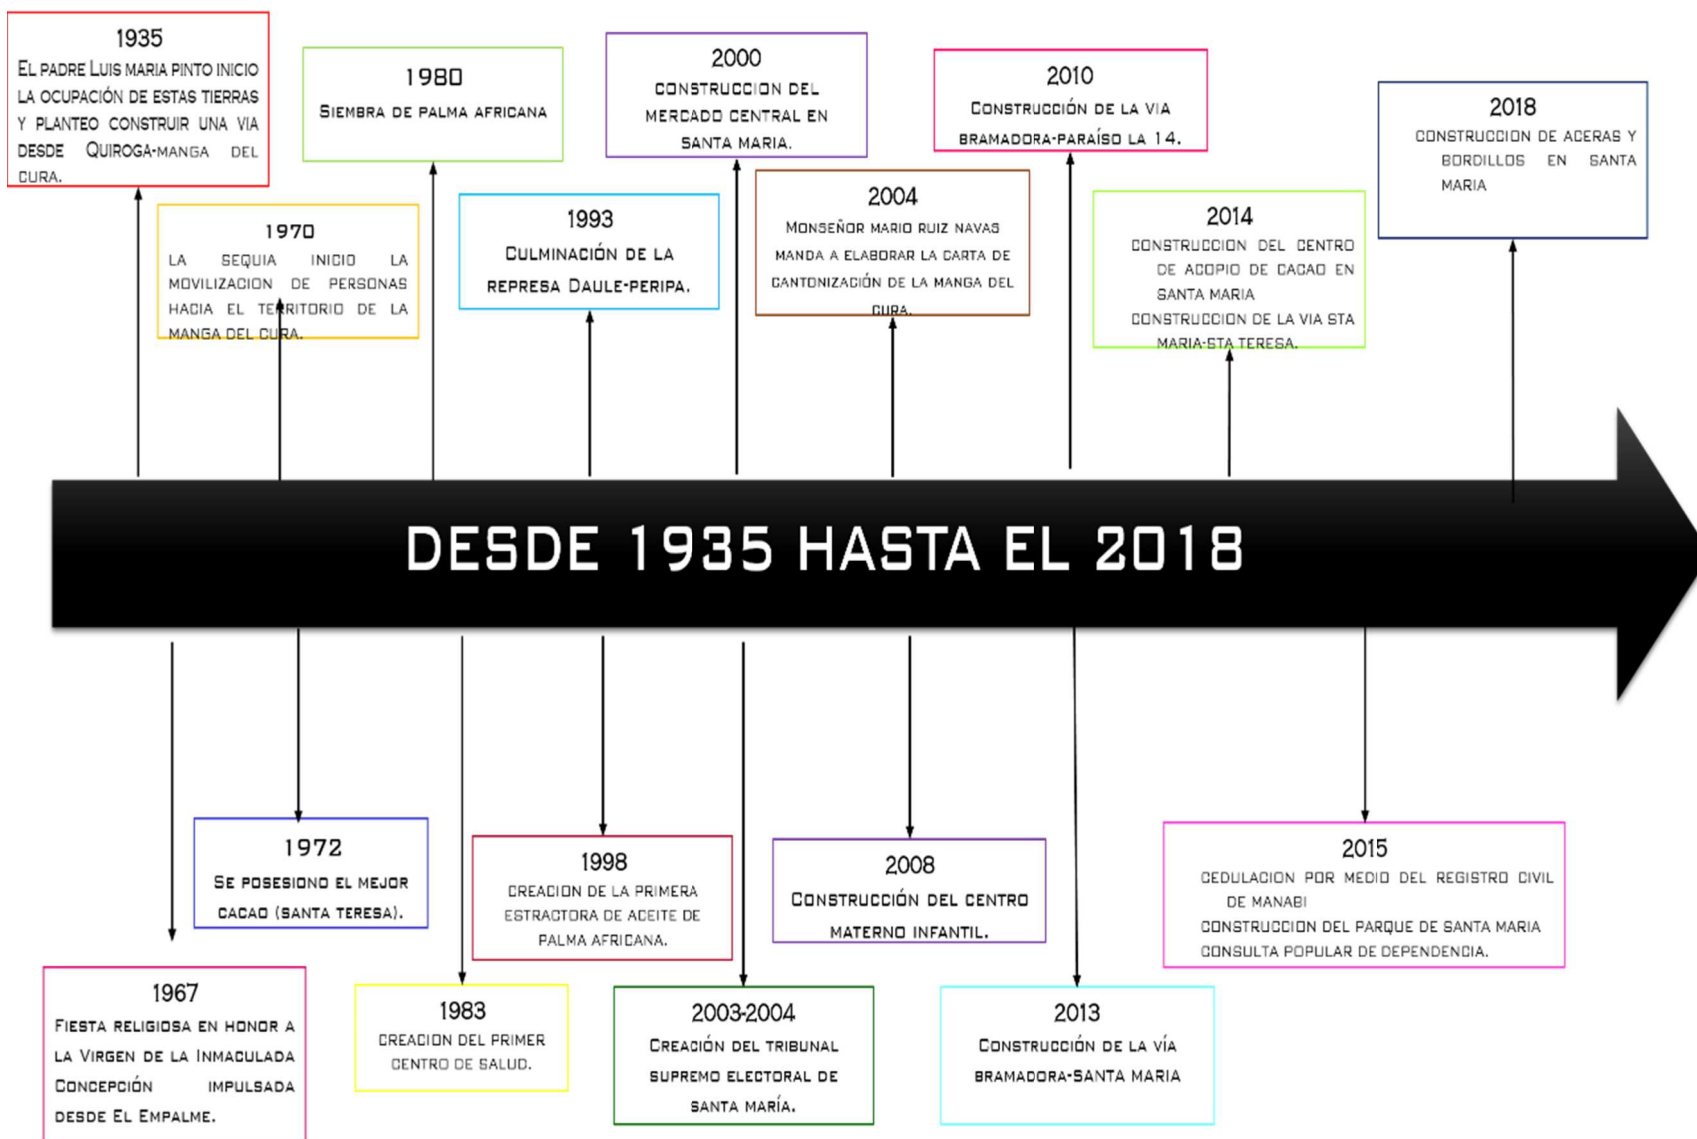 1935
EL PADRE LUIS MARIA PINTO INICIO
LA OCUPACIÓN DE ESTAS TIERRAS
Y PLANTEO CONSTRUIR UNA VIA
DESDE QUIROGA-MANGA DEL
CURA.
1970
LA SEQUIA INICIO LA
MOVILIZACION DE PERSONAS
HACIA EL TERRITORIO DE LA
MANGA DEL CURA.
1980
SIEMBRA DE PALMA AFRICANA
1993
CULMINACIÓN DE LA
REPRESA DAULE-PERIPA.
2000
CONSTRUCCION DEL
MERCADO CENTRAL EN
SANTA MARIA.
2004
MONSEÑOR MARIO RUIZ NAVAS
MANDA A ELABORAR LA CARTA DE
CANTONIZACIÓN DE LA MANGA DEL
CURA.
2010
CONSTRUCCIÓN DE LA VIA
BRAMADORA-PARAÍSO LA 14.
2014
CONSTRUCCION DEL CENTRO
DE ACOPIO DE CACAO EN
SANTA MARIA
CONSTRUCCION DE LA VIA STA
MARIA-STA TERESA.
2018
CONSTRUCCION DE ACERAS Y
BORDILLOS EN SANTA
MARIA
DESDE 1935 HASTA EL 2018
1967
FIESTA RELIGIOSA EN HONOR A
LA VIRGEN DE LA INMACULADA
CONCEPCIÓN IMPULSADA
DESDE EL EMPALME.
1972
SE POSESIONO EL MEJOR
CACAO (SANTA TERESA).
1983
CREACION DEL PRIMER
CENTRO DE SALUD.
1998
CREACION DE LA PRIMERA
ESTRACTORA DE ACEITE DE
PALMA AFRICANA.
2003-2004
CREACIÓN DEL TRIBUNAL
SUPREMO ELECTORAL DE
SANTA MARÍA.
2008
CONSTRUCCIÓN DEL CENTRO
MATERNO INFANTIL.
2013
CONSTRUCCIÓN DE LA VÍA
BRAMADORA-SANTA MARIA
2015
CEDULACION POR MEDIO DEL REGISTRO CIVIL
DE MANABI
CONSTRUCCION DEL PARQUE DE SANTA MARIA
CONSULTA POPULAR DE DEPENDENCIA.